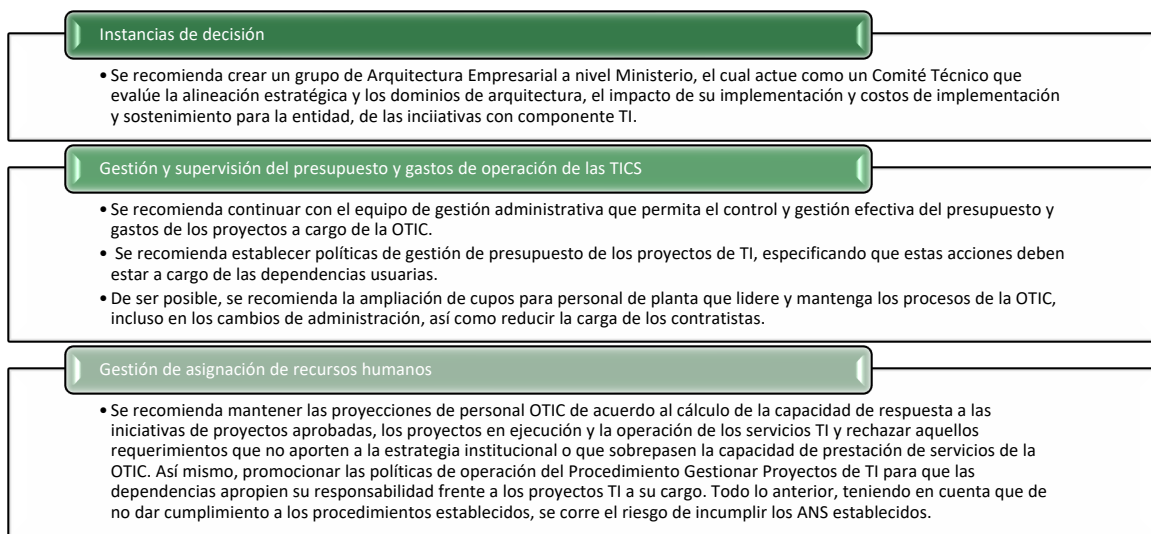 Instancias de decisión
• Se recomienda crear un grupo de Arquitectura Empresarial a nivel Ministerio, el cual actue como un Comité Técnico que
evalúe la alineación estratégica y los dominios de arquitectura, el impacto de su implementación y costos de implementación
y sostenimiento para la entidad, de las inciiativas con componente TI.
Gestión y supervisión del presupuesto y gastos de operación de las TICS
• Se recomienda continuar con el equipo de gestión administrativa que permita el control y gestión efectiva del presupuesto y
gastos de los proyectos a cargo de la OTIC.
• Se recomienda establecer políticas de gestión de presupuesto de los proyectos de TI, especificando que estas acciones deben
estar a cargo de las dependencias usuarias.
• De ser posible, se recomienda la ampliación de cupos para personal de planta que lidere y mantenga los procesos de la OTIC,
incluso en los cambios de administración, así como reducir la carga de los contratistas.
Gestión de asignación de recursos humanos
• Se recomienda mantener las proyecciones de personal OTIC de acuerdo al cálculo de la capacidad de respuesta a las
iniciativas de proyectos aprobadas, los proyectos en ejecución y la operación de los servicios TI y rechazar aquellos
requerimientos que no aporten a la estrategia institucional o que sobrepasen la capacidad de prestación de servicios de la
OTIC. Así mismo, promocionar las políticas de operación del Procedimiento Gestionar Proyectos de TI para que las
dependencias apropien su responsabilidad frente a los proyectos TI a su cargo. Todo lo anterior, teniendo en cuenta que de
no dar cumplimiento a los procedimientos establecidos, se corre el riesgo de incumplir los ANS establecidos.